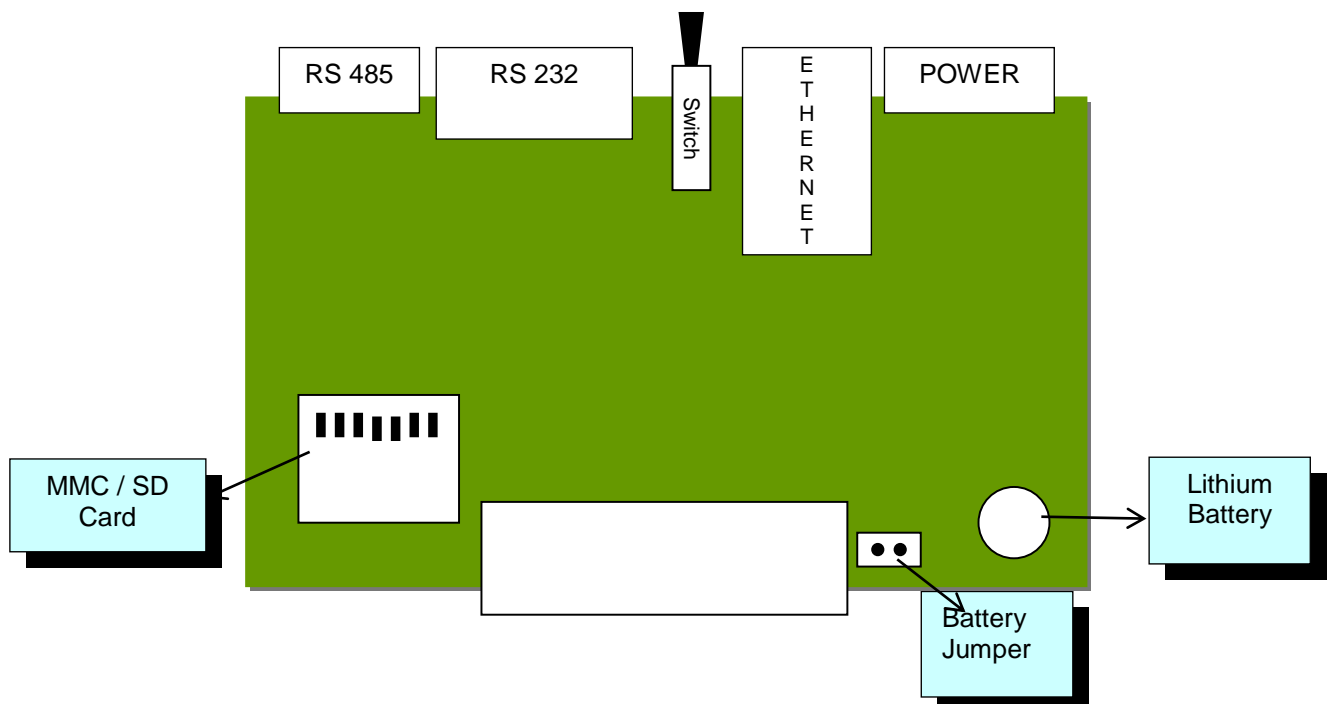 RS 485
RS 232
Switch
E
T
H
E
R
N
E
T
POWER
MMC / SD
Card
Lithium
Battery
Battery
Jumper